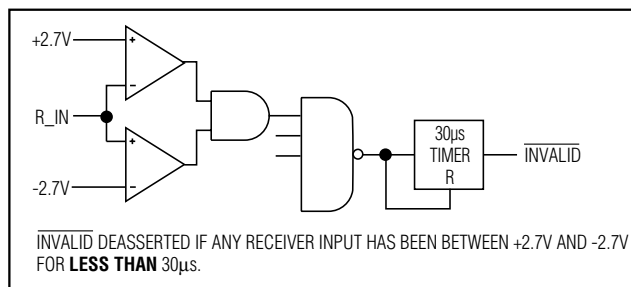 +2.7V
+
-
R_IN
+
-
-2.7V
30µs
TIMER
R
INVALID
INVALID DEASSERTED IF ANY RECEIVER INPUT HAS BEEN BETWEEN +2.7V AND -2.7V
FOR LESS THAN 30µs.